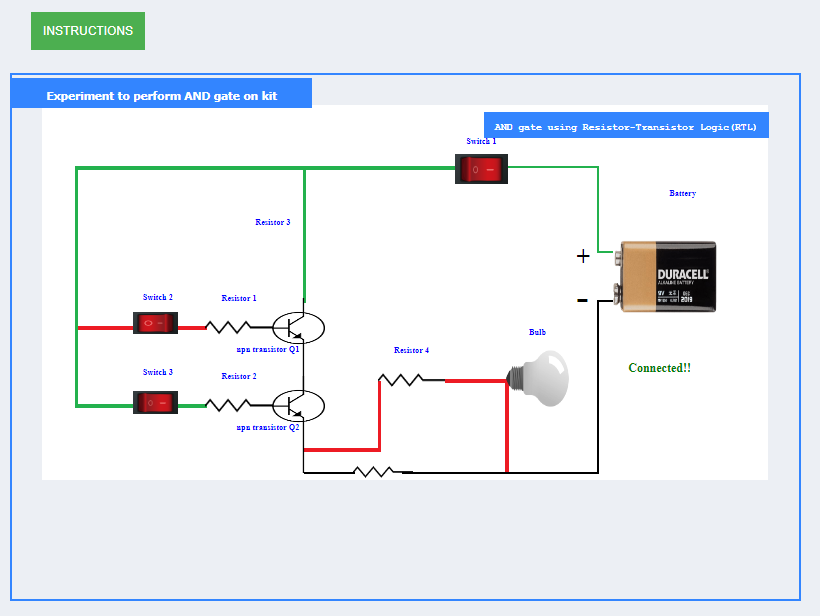 INSTRUCTIONS
Experiment to perform AND gate on kit
AND gate using Resistor-Transistor Logic(RTL)
Switch 1
Battery
Resistor 3
+
DURACELL
ALKALINE BATTERY
-
Switch 2
Resistor 1
Bulb
npn transistor Q1
Resistor 4
Connected!!
Switch 3
Resistor 2
npn transistor Q2